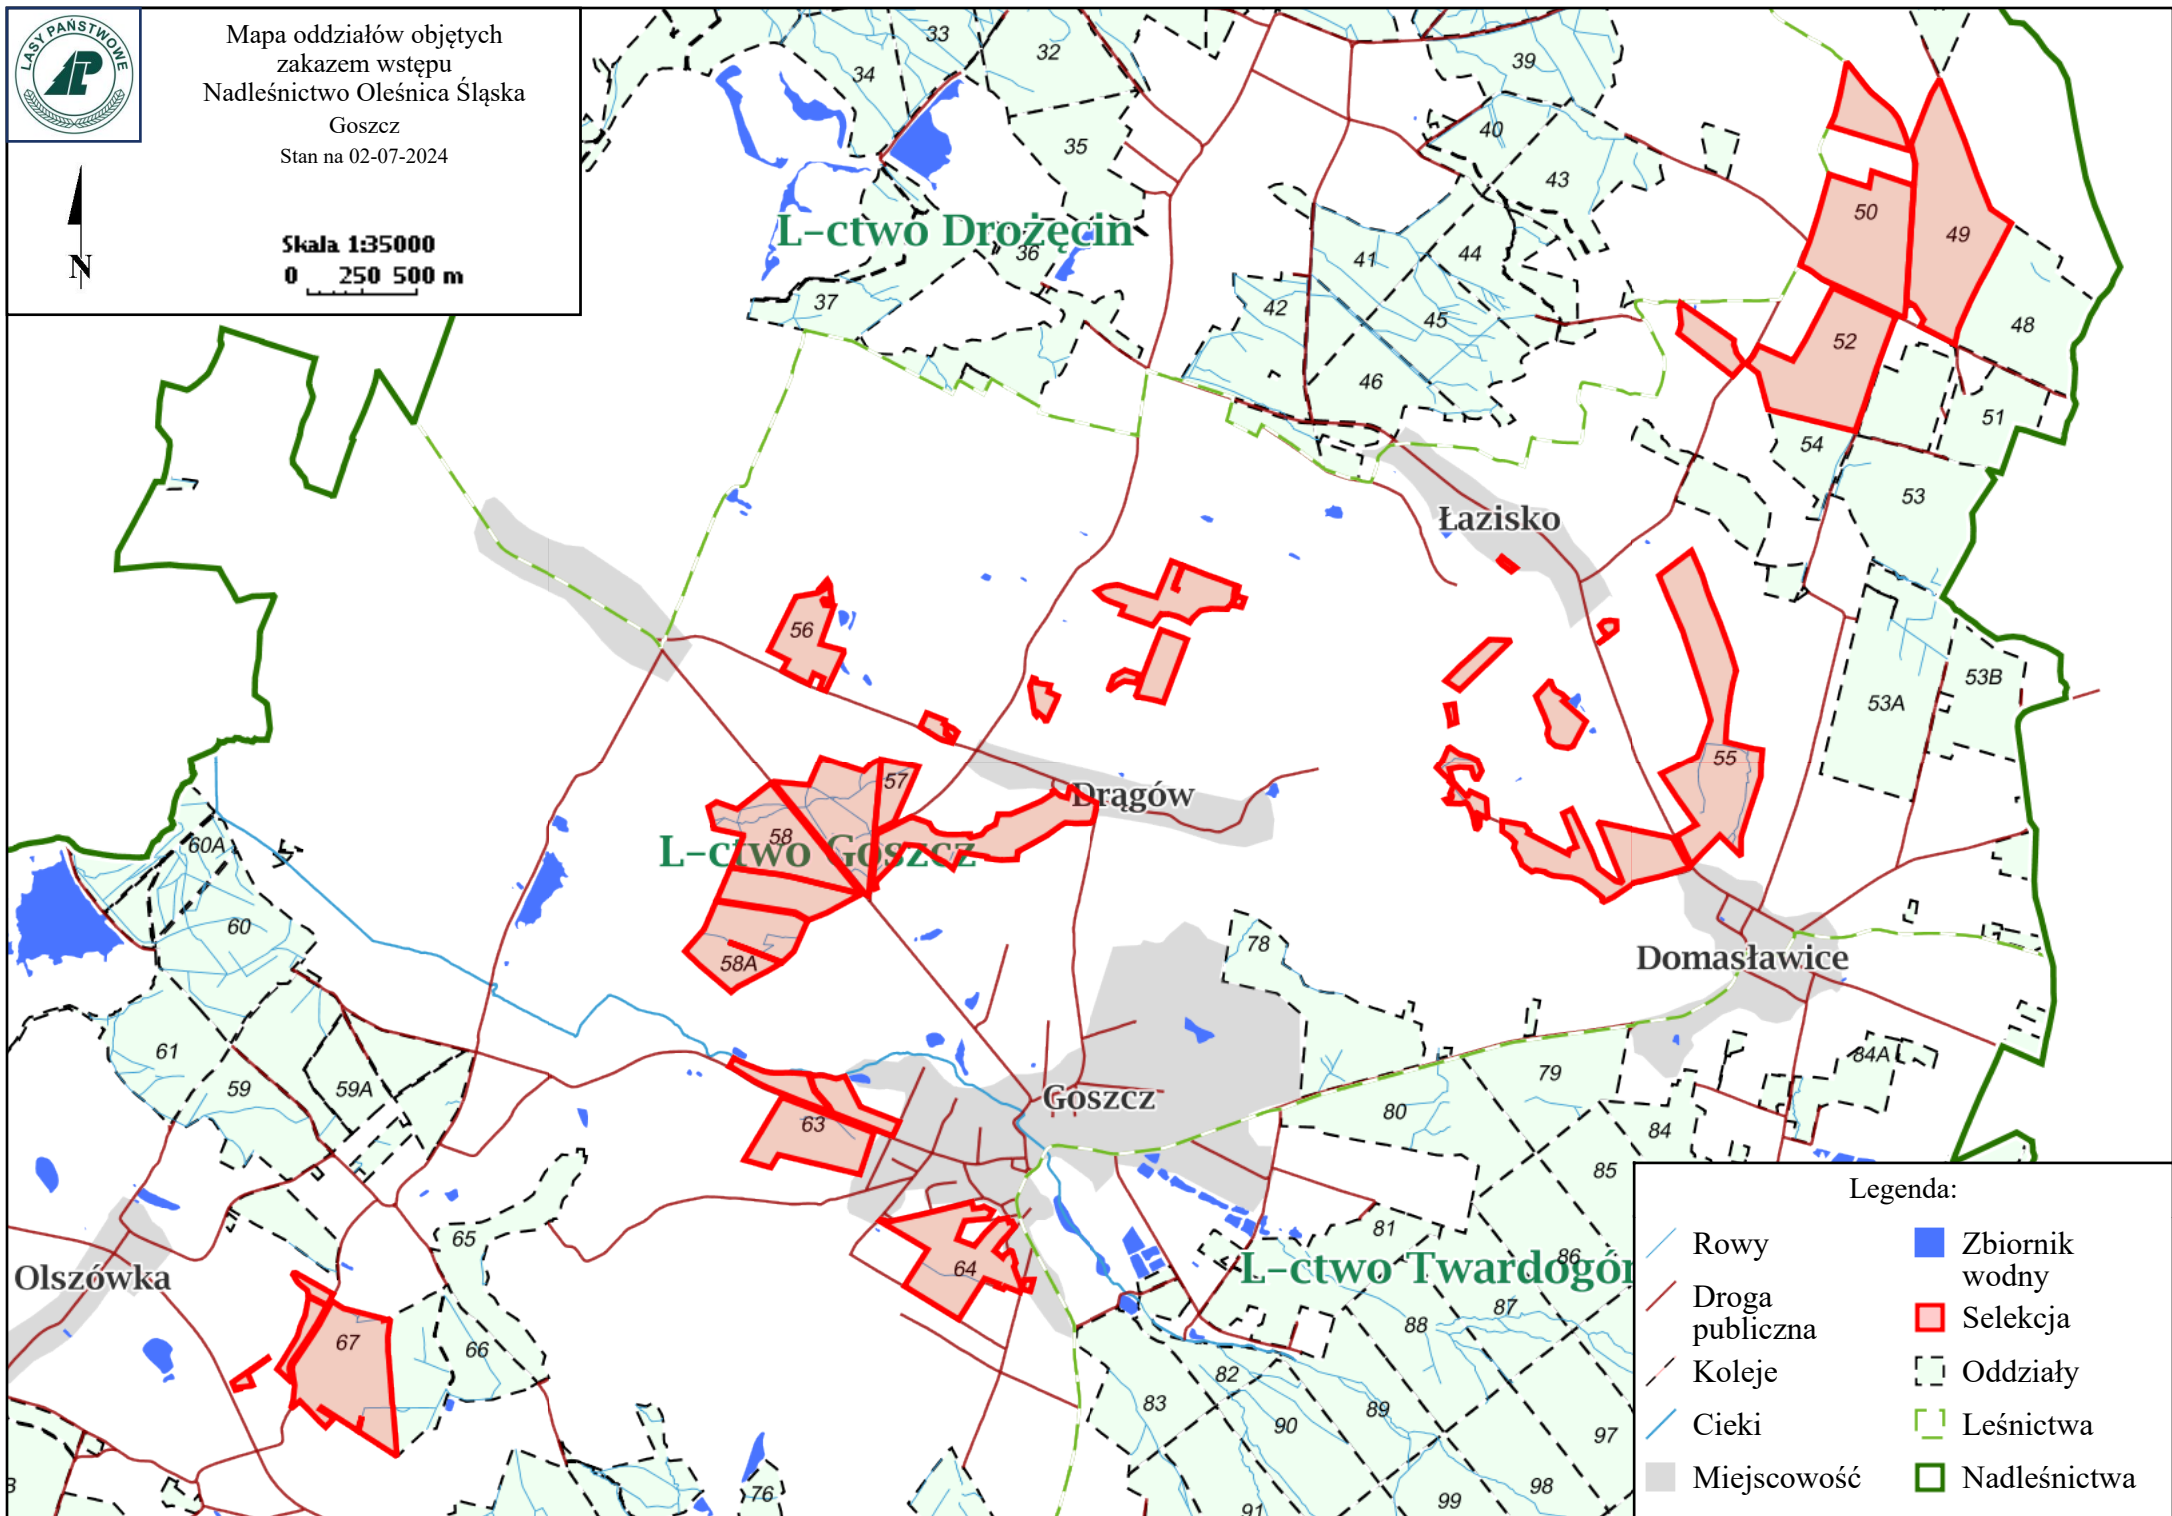 LASY PAŃSTWOWE
Mapa oddziałów objętych
zakazem wstępu
Nadleśnictwo Oleśnica Śląska
Goszcz
Stan na 02-07-2024
N
Skala 1:35000
0 250 500 m
33
32
34
39
35
40
43
50
49
L-ctwo Drożęcin
36
41
44
37
42
45
48
52
46
51
54
53
Łazisko
56
53B
53A
55
57
Drągów
58
L-ctwo Goszcz
60A
60
78
58A
Domasławice
61
59
59A
84A
79
Goszcz
80
63
84
85
81
65
86
64
L-ctwo Twardogór
Olszówka
87
88
67
66
82
83
89
90
97
76
98
99
91
Legenda:
Rowy
Droga
publiczna
Koleje
Cieki
Miejscowość
Zbiornik
wodny
Selekcja
Oddziały
Leśnictwa
Nadleśnictwa